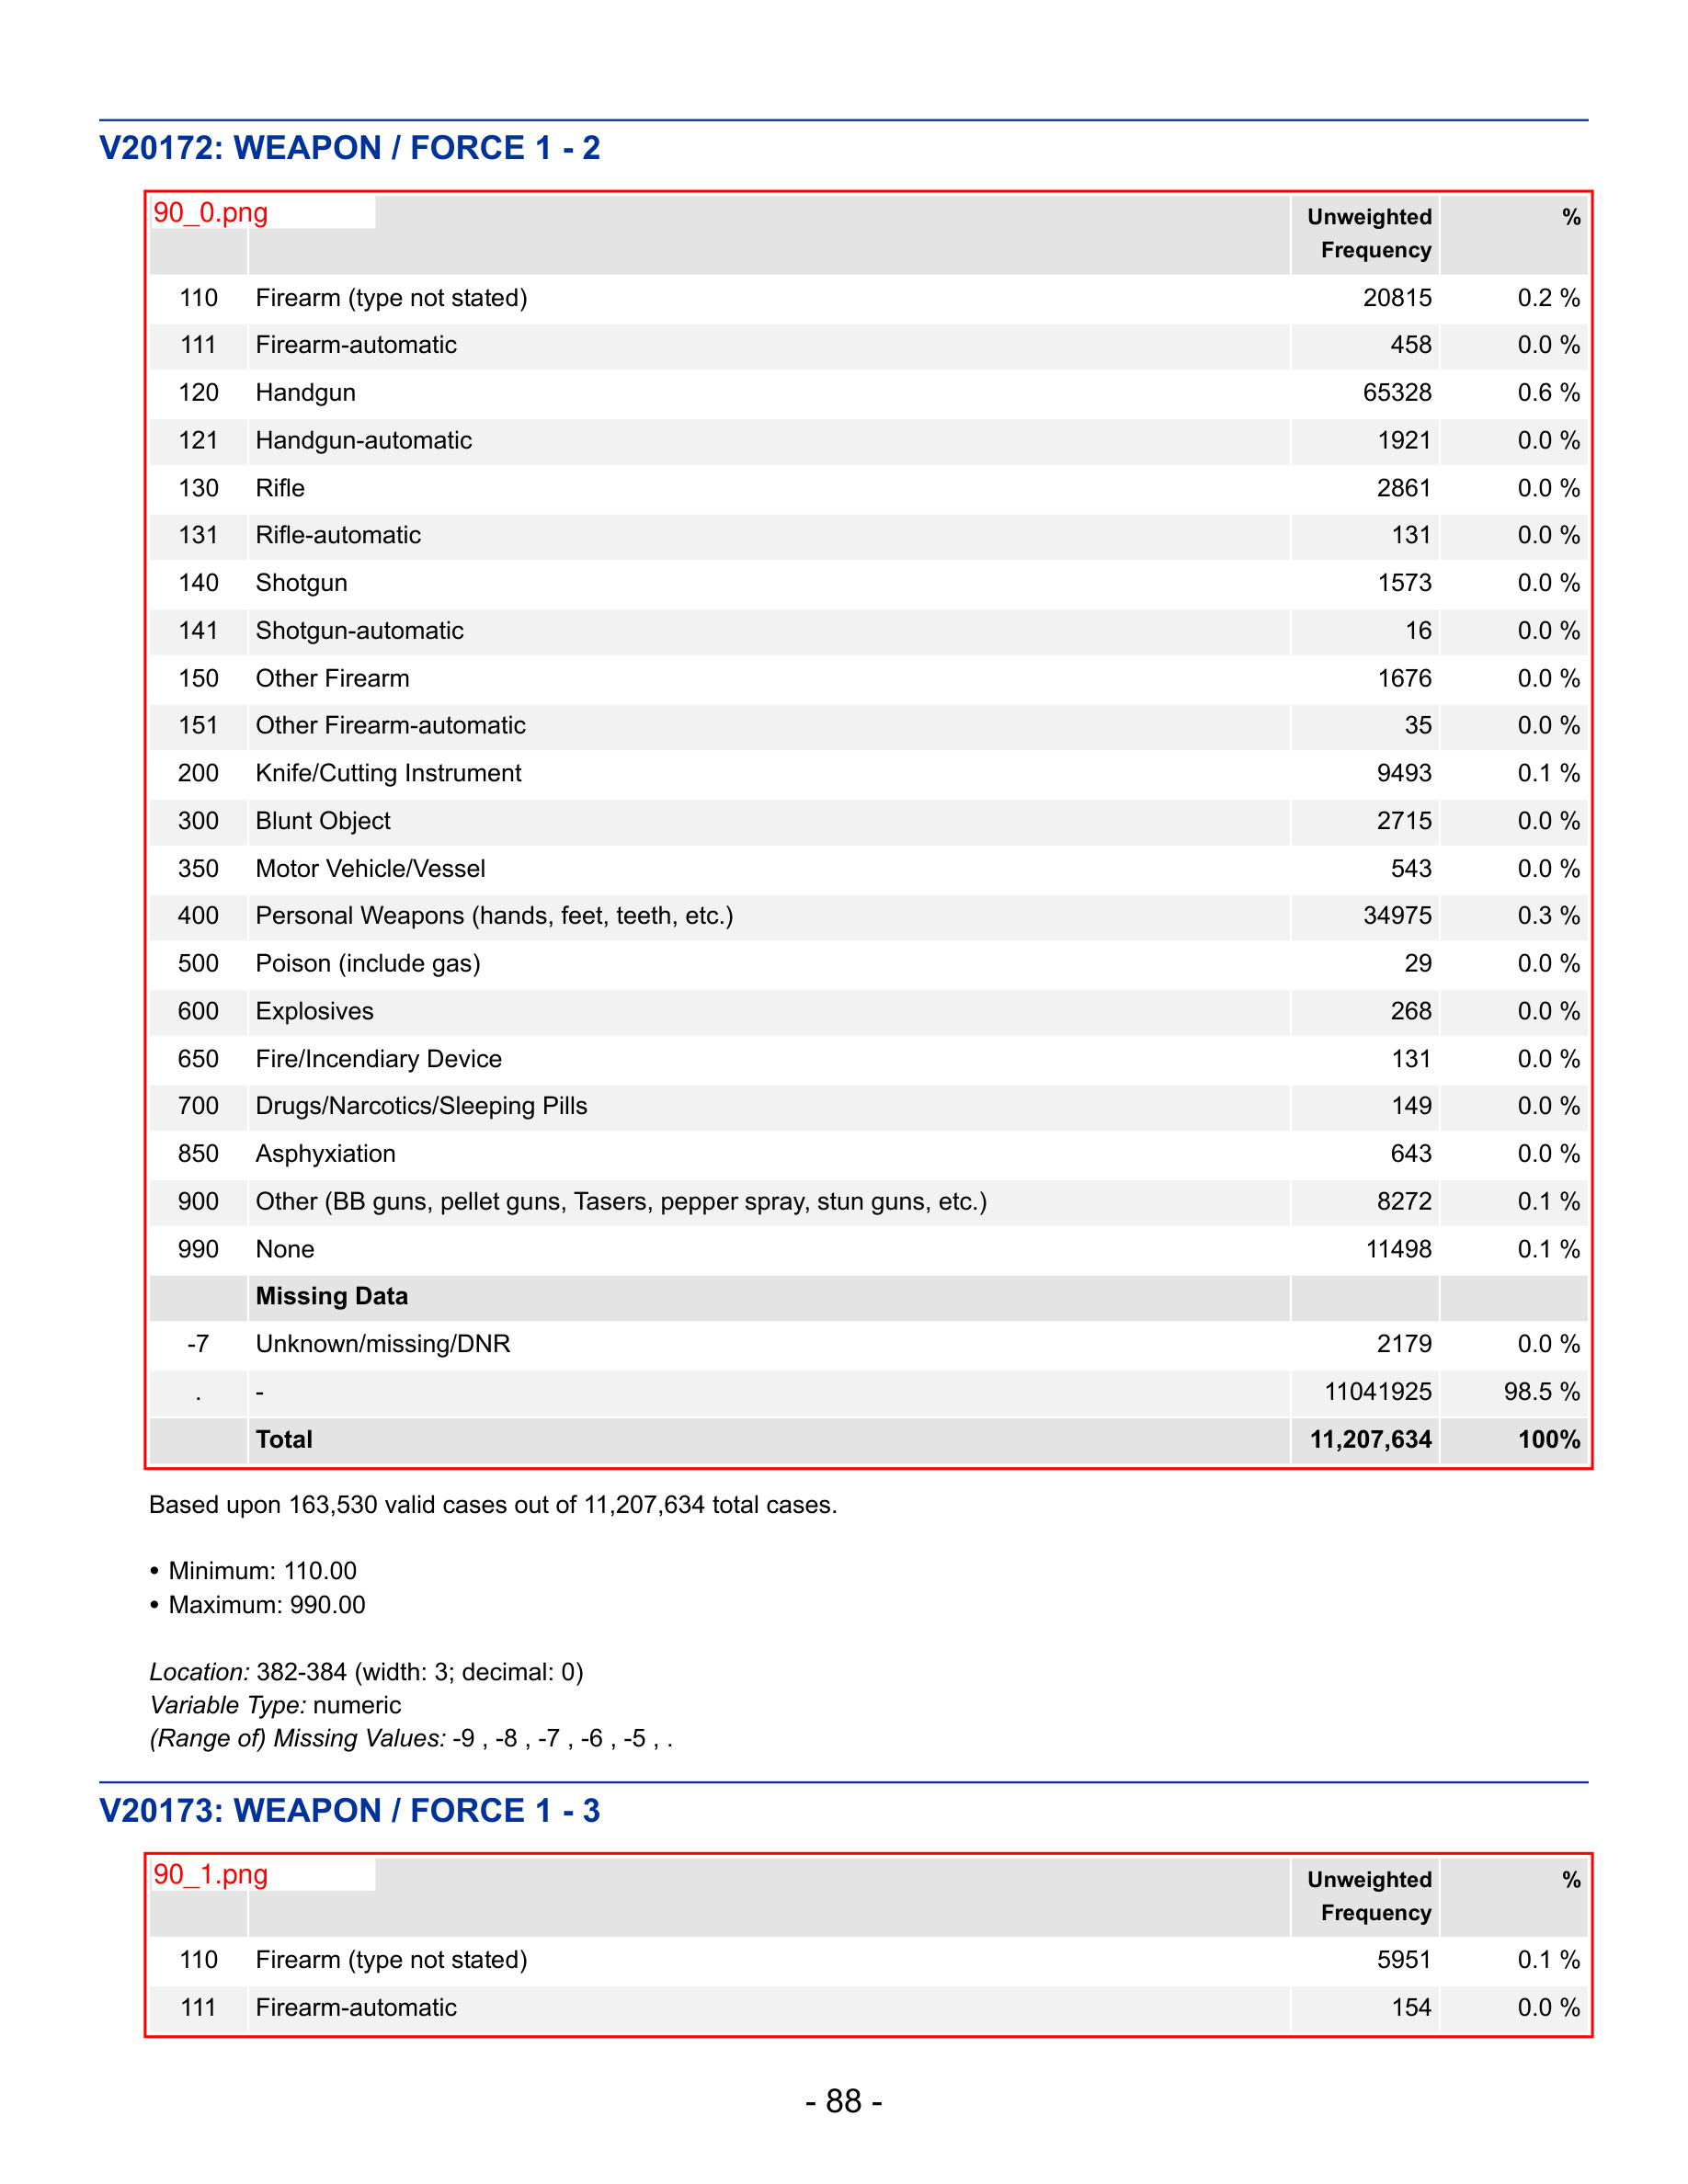 V20172: WEAPON / FORCE 1 - 2
90_0.png
Unweighted Frequency %
110 Firearm (type not stated) 20815 0.2 %
111 Firearm-automatic 458 0.0 %
120 Handgun 65328 0.6 %
121 Handgun-automatic 1921 0.0 %
130 Rifle 2861 0.0 %
131 Rifle-automatic 131 0.0 %
140 Shotgun 1573 0.0 %
141 Shotgun-automatic 16 0.0 %
150 Other Firearm 1676 0.0 %
151 Other Firearm-automatic 35 0.0 %
200 Knife/Cutting Instrument 9493 0.1 %
300 Blunt Object 2715 0.0 %
350 Motor Vehicle/Vessel 543 0.0 %
400 Personal Weapons (hands, feet, teeth, etc.) 34975 0.3 %
500 Poison (include gas) 29 0.0 %
600 Explosives 268 0.0 %
650 Fire/Incendiary Device 131 0.0 %
700 Drugs/Narcotics/Sleeping Pills 149 0.0 %
850 Asphyxiation 643 0.0 %
900 Other (BB guns, pellet guns, Tasers, pepper spray, stun guns, etc.) 8272 0.1 %
990 None 11498 0.1 %
Missing Data
-7 Unknown/missing/DNR 2179 0.0 %
. - 11041925 98.5 %
Total 11,207,634 100%
Based upon 163,530 valid cases out of 11,207,634 total cases.
• Minimum: 110.00
• Maximum: 990.00
Location: 382-384 (width: 3; decimal: 0)
Variable Type: numeric
(Range of) Missing Values: -9 , -8 , -7 , -6 , -5 , .
V20173: WEAPON / FORCE 1 - 3
90_1.png
Unweighted Frequency %
110 Firearm (type not stated) 5951 0.1 %
111 Firearm-automatic 154 0.0 %
- 88 -